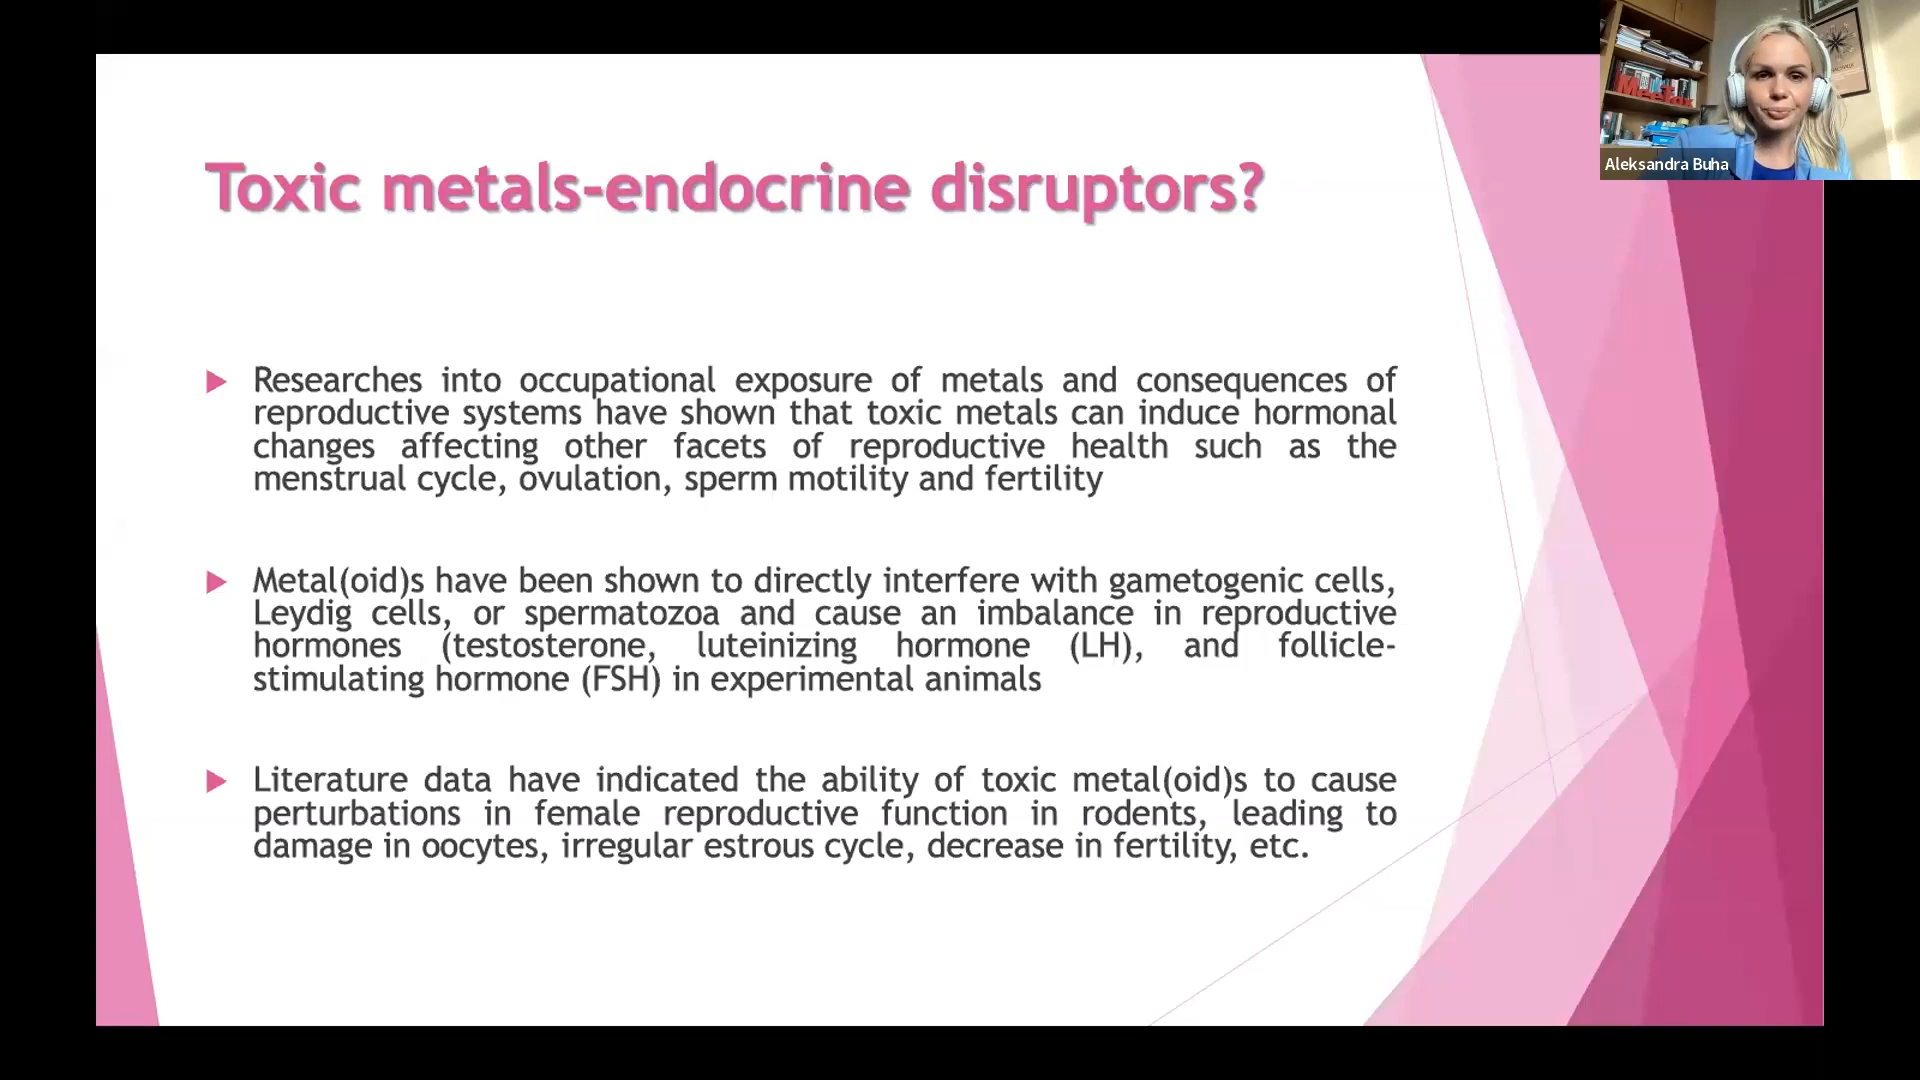 Toxic metals-endocrine disruptors?
Researches into occupational exposure of metals and consequences of
reproductive systems have shown that toxic metals can induce hormonal
changes affecting other facets of reproductive health such as the
menstrual cycle, ovulation, sperm motility and fertility
Metal(oid)s have been shown to directly interfere with gametogenic cells,
Leydig cells, or spermatozoa and cause an imbalance in reproductive
hormones (testosterone, luteinizing hormone (LH), and follicle-
stimulating hormone (FSH) in experimental animals
Literature data have indicated the ability of toxic metal(oid)s to cause
perturbations in female reproductive function in rodents, leading to
damage in oocytes, irregular estrous cycle, decrease in fertility, etc.
MeeTox
Aleksandra Buha